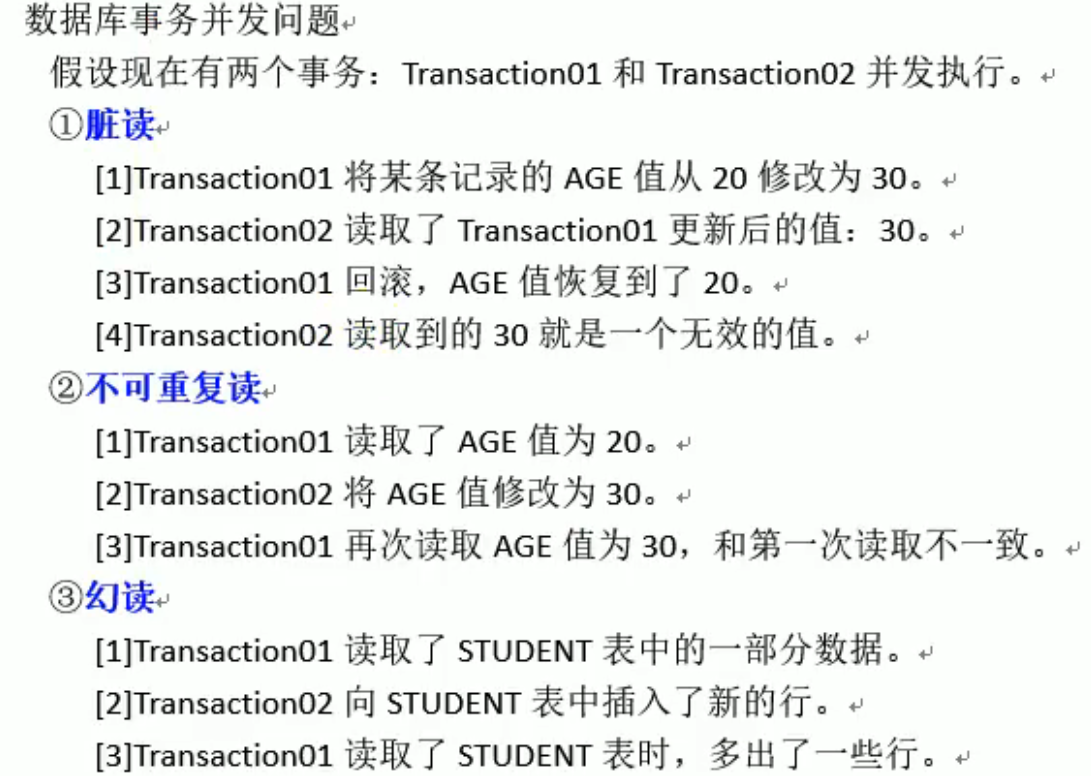 数据库事务并发问题
假设现在有两个事务：Transaction01 和 Transaction02 并发执行。
①脏读
[1]Transaction01 将某条记录的 AGE 值从 20 修改为 30。
[2]Transaction02 读取了 Transaction01 更新后的值：30。
[3]Transaction01 回滚，AGE 值恢复到了 20。
[4]Transaction02 读取到的 30 就是一个无效的值。
②不可重复读
[1]Transaction01 读取了 AGE 值为 20。
[2]Transaction02 将 AGE 值修改为 30。
[3]Transaction01 再次读取 AGE 值为 30，和第一次读取不一致。
③幻读
[1]Transaction01 读取了 STUDENT 表中的一部分数据。
[2]Transaction02 向 STUDENT 表中插入了新的行。
[3]Transaction01 读取了 STUDENT 表时，多出了一些行。